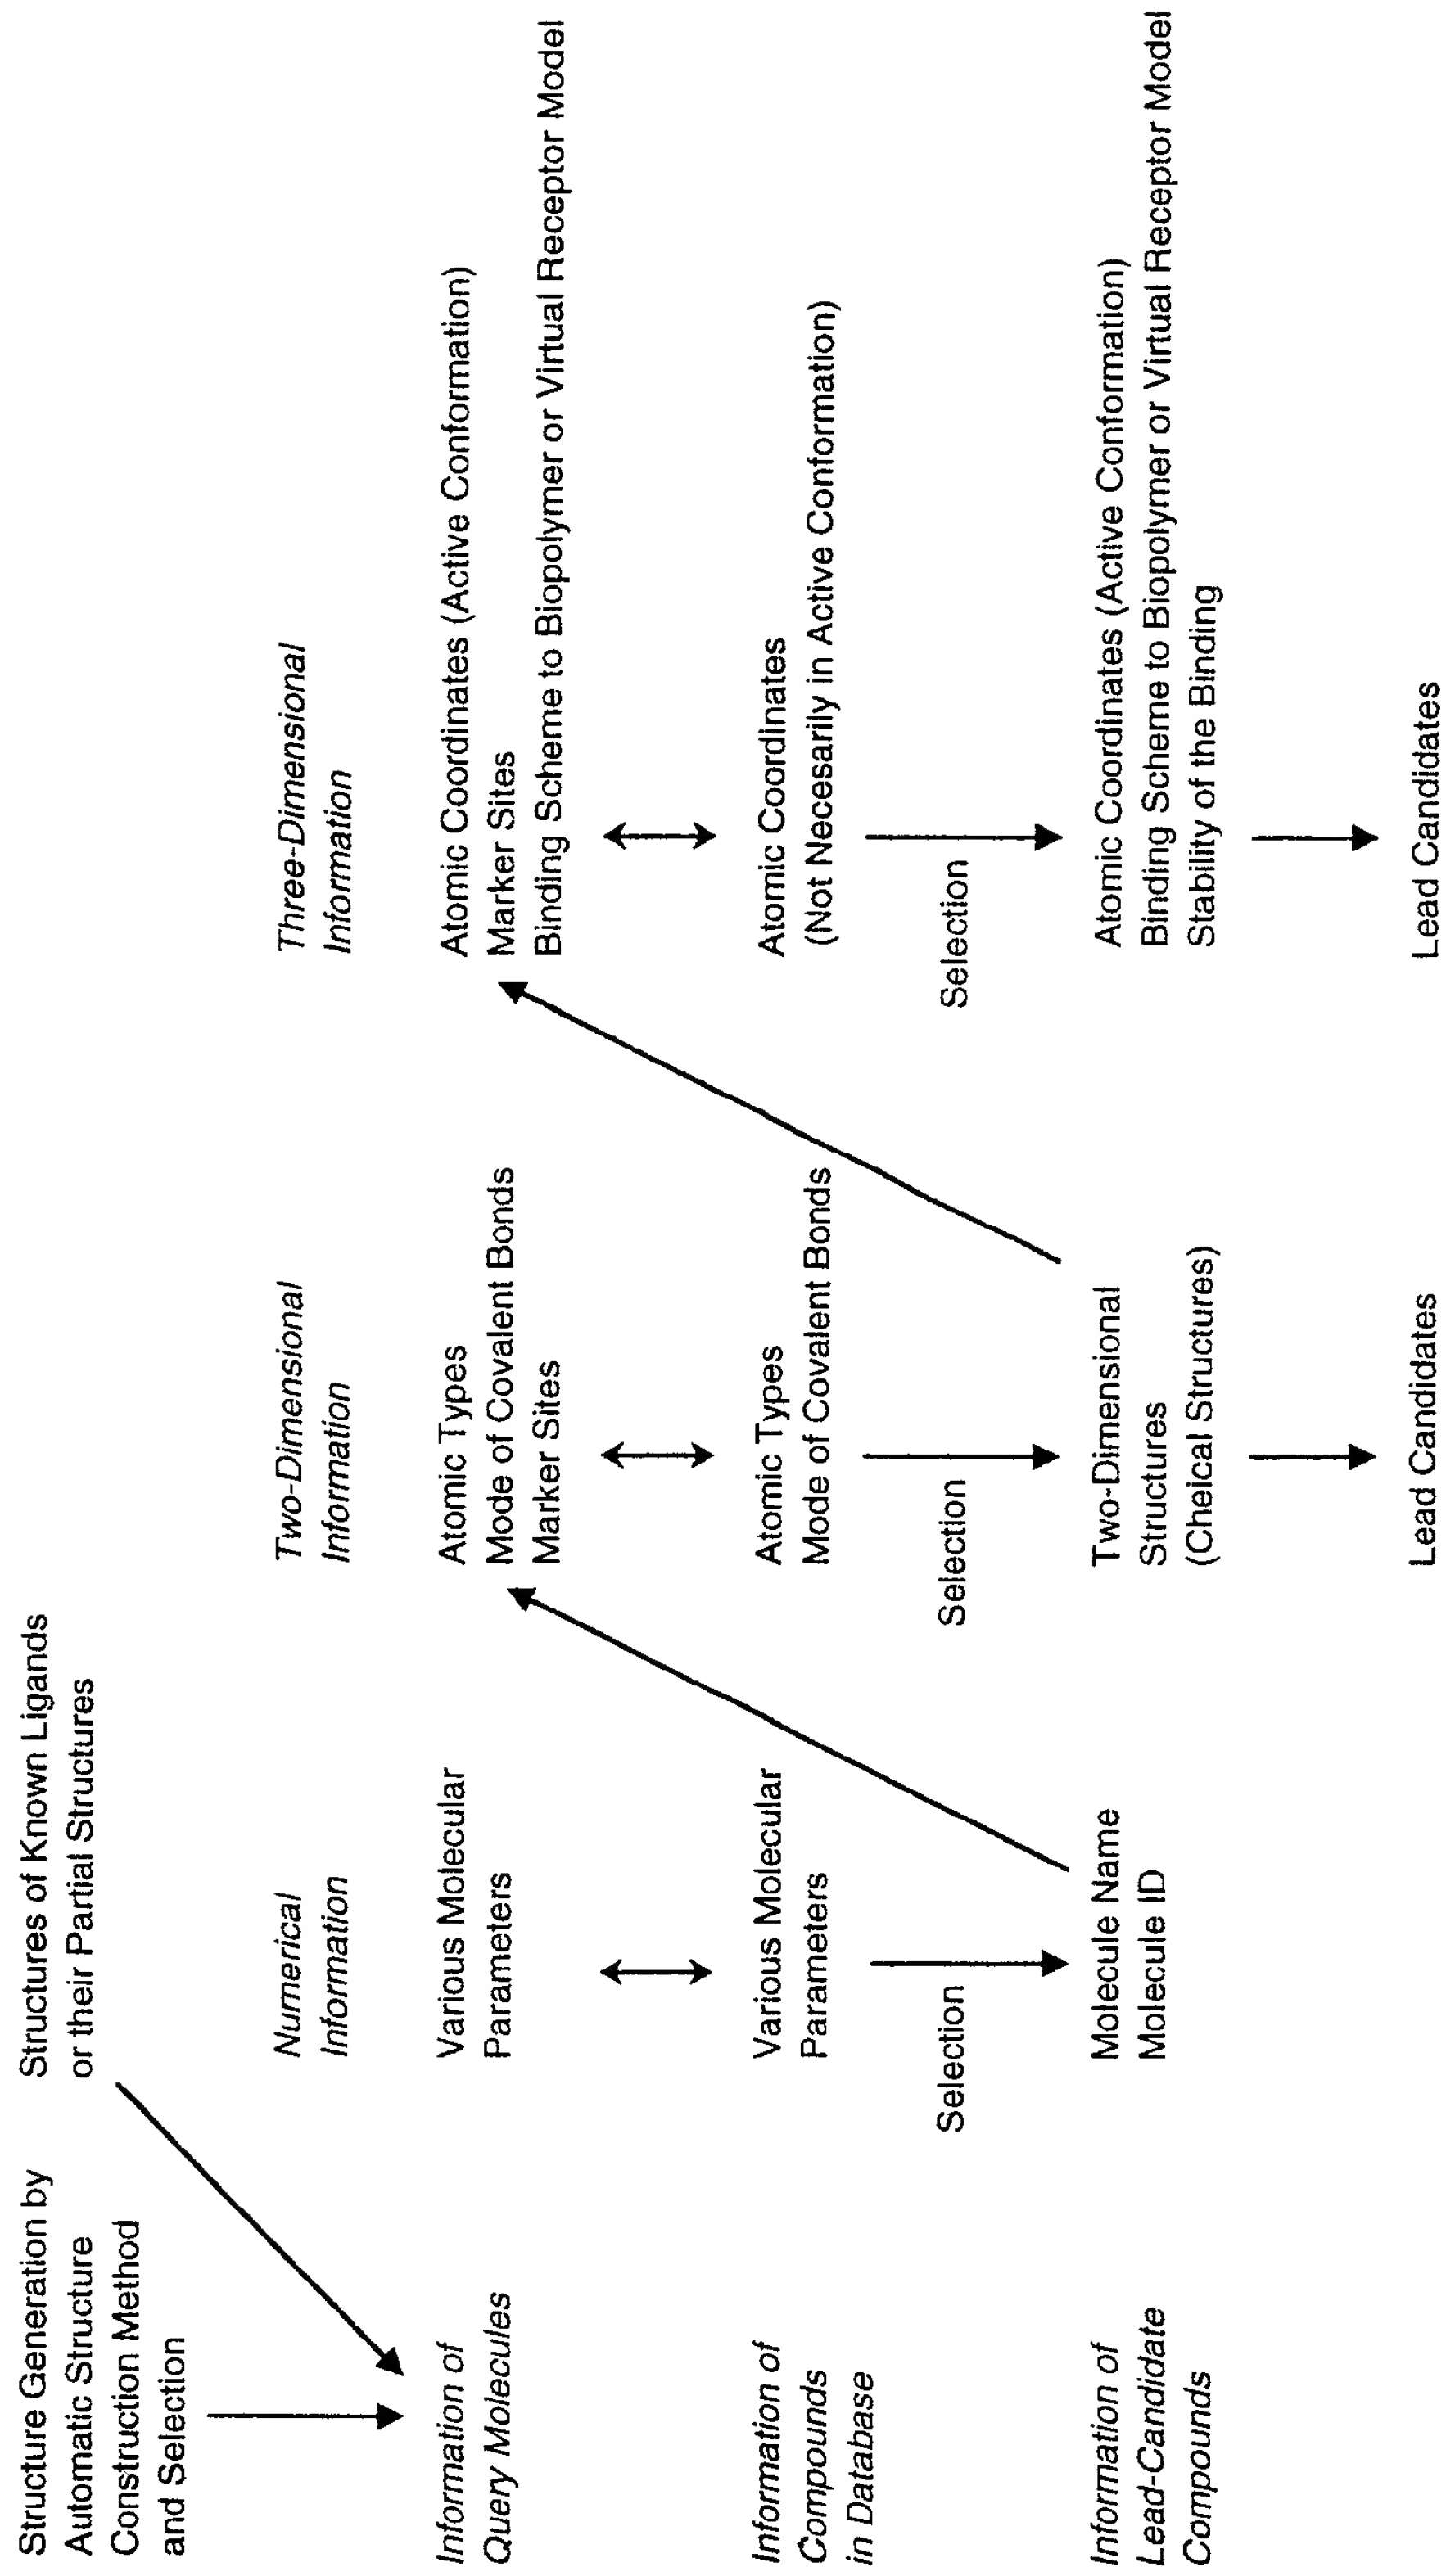 Structure Generation by
Automatic Structure
Construction Method
and Selection
Structures of Known Ligands
or their Partial Structures
Numerical
Information
Two-Dimensional
Information
Three-Dimensional
Information
Information of
Query Molecules
Various Molecular
Parameters
Atomic Types
Mode of Covalent Bonds
Marker Sites
Atomic Coordinates (Active Conformation)
Marker Sites
Binding Scheme to Biopolymer or Virtual Receptor Model
Information of
Compounds
in Database
Various Molecular
Parameters
Atomic Types
Mode of Covalent Bonds
Atomic Coordinates
(Not Necesarily in Active Conformation)
Selection
Selection
Selection
Information of
Lead-Candidate
Compounds
Molecule Name
Molecule ID
Two-Dimensional
Structures
(Cheical Structures)
Atomic Coordinates (Active Conformation)
Binding Scheme to Biopolymer or Virtual Receptor Model
Stability of the Binding
Lead Candidates
Lead Candidates